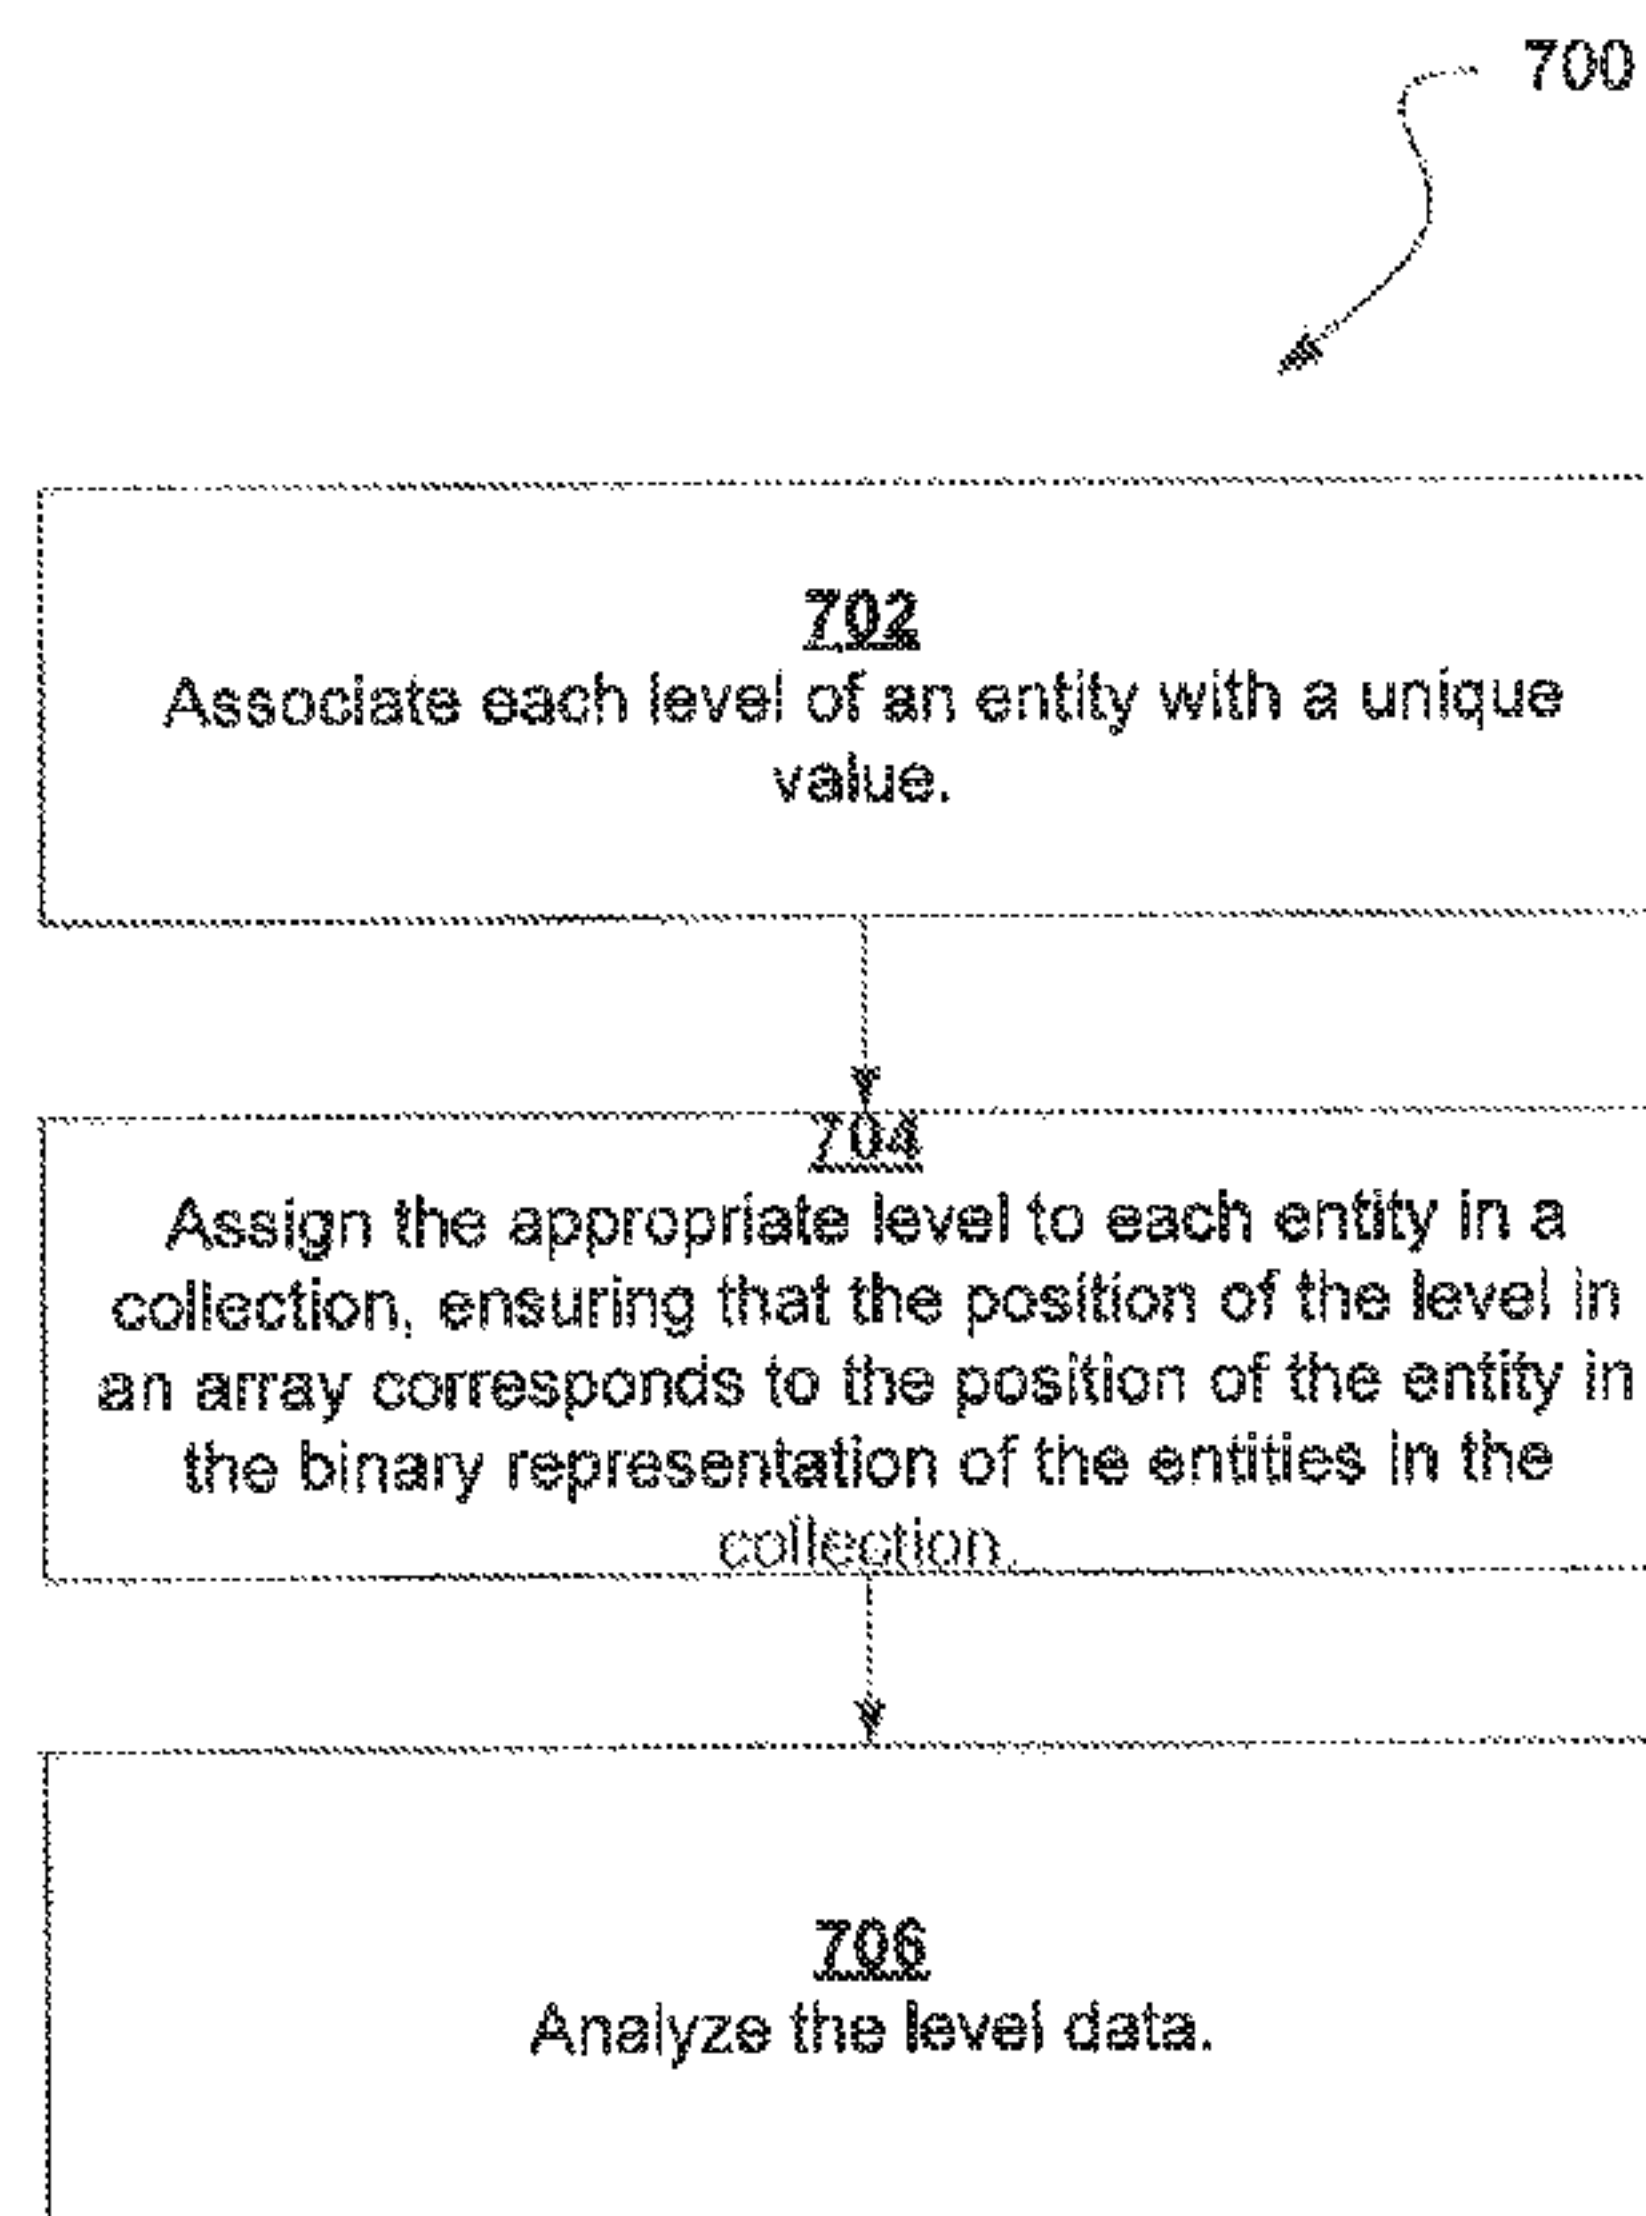 700
702
Associate each level of an entity with a unique
value.
704
Assign the appropriate level to each entity in a
collection, ensuring that the position of the level in
an array corresponds to the position of the entity in
the binary representation of the entities in the
collection.
706
Analyze the level data.